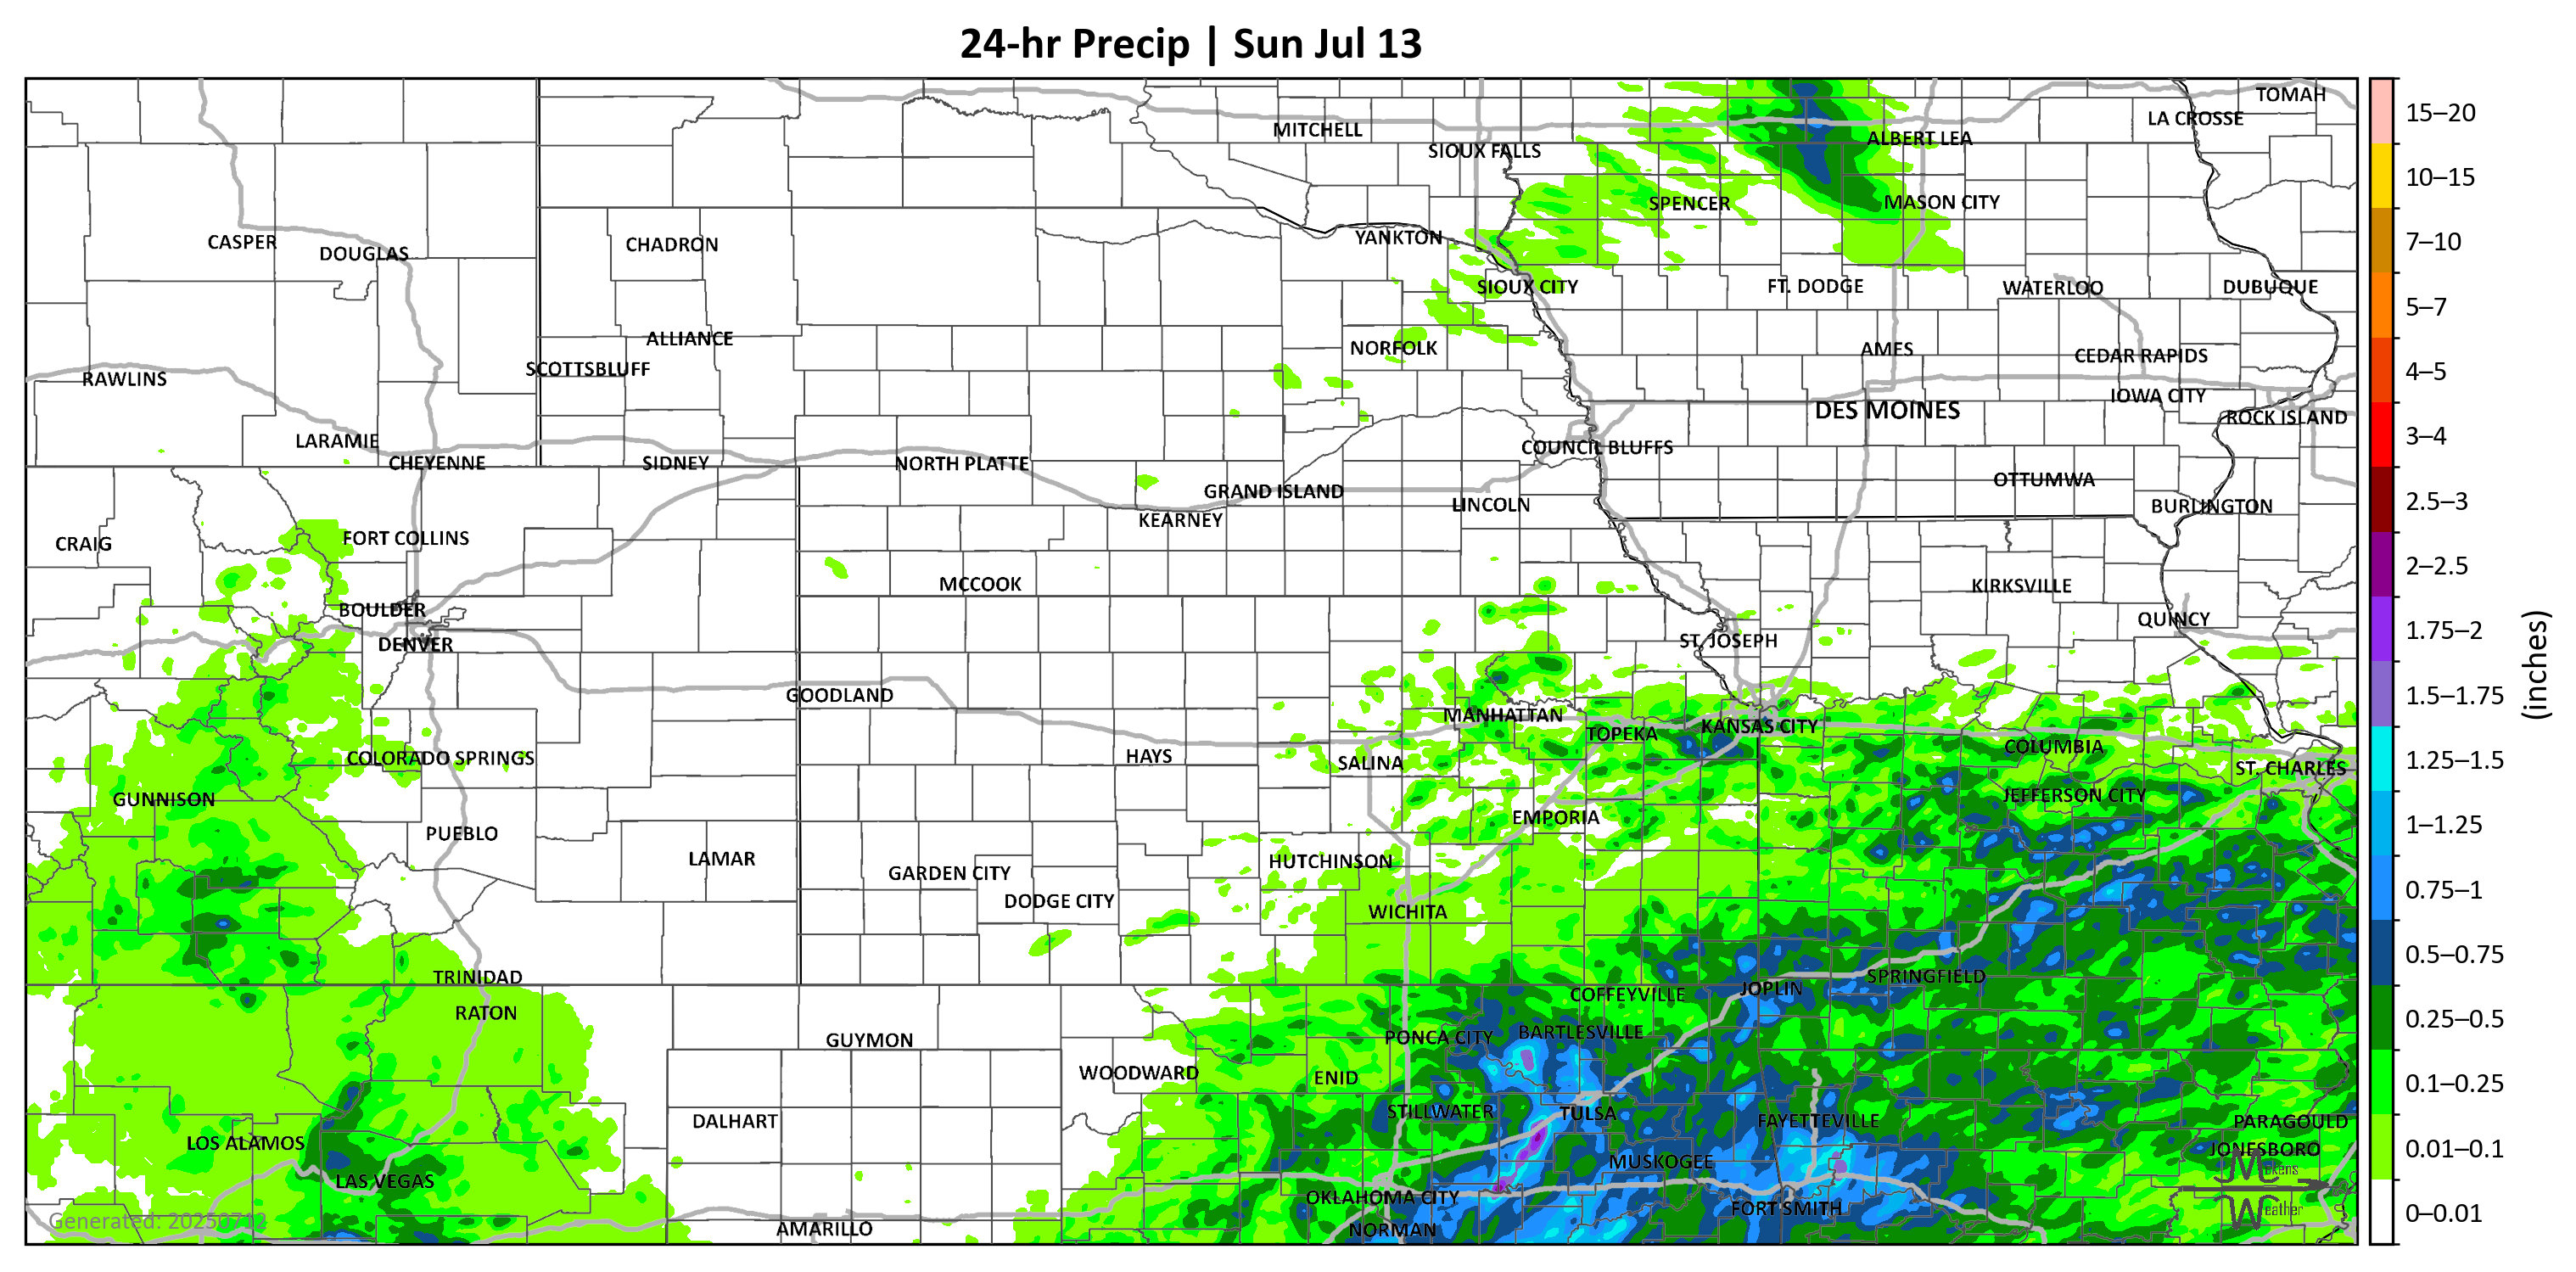 24-hr Precip | Sun Jul 13
TOMAH
LA CROSSE
MITCHELL
ALBERT LEA
SIOUX FALLS
SPENCER
MASON CITY
YANKTON
CASPER
CHADRON
DOUGLAS
SIOUX CITY
FT. DODGE
WATERLOO
DUBUQUE
ALLIANCE
NORFOLK
AMES
CEDAR RAPIDS
SCOTTSBLUFF
RAWLINS
IOWA CITY
DES MOINES
ROCK ISLAND
LARAMIE
COUNCIL BLUFFS
CHEYENNE
SIDNEY
NORTH PLATTE
OTTUMWA
GRAND ISLAND
LINCOLN
BURLINGTON
KEARNEY
CRAIG
FORT COLLINS
MCCOOK
KIRKSVILLE
BOULDER
QUINCY
DENVER
ST. JOSEPH
GOODLAND
MANHATTAN
KANSAS CITY
TOPEKA
COLUMBIA
COLORADO SPRINGS
HAYS
SALINA
ST. CHARLES
GUNNISON
JEFFERSON CITY
EMPORIA
PUEBLO
LAMAR
HUTCHINSON
GARDEN CITY
DODGE CITY
WICHITA
TRINIDAD
SPRINGFIELD
JOPLIN
COFFEYVILLE
RATON
BARTLESVILLE
PONCA CITY
GUYMON
WOODWARD
ENID
STILLWATER
TULSA
DALHART
FAYETTEVILLE
PARAGOULD
LOS ALAMOS
JONESBORO
MUSKOGEE
LAS VEGAS
OKLAHOMA CITY
FORT SMITH
AMARILLO
NORMAN
Generated: 20250712
Weather
15–20
10–15
7–10
5–7
4–5
3–4
2.5–3
2–2.5
1.75–2
1.5–1.75
1.25–1.5
1–1.25
0.75–1
0.5–0.75
0.25–0.5
0.1–0.25
0.01–0.1
0–0.01
(inches)